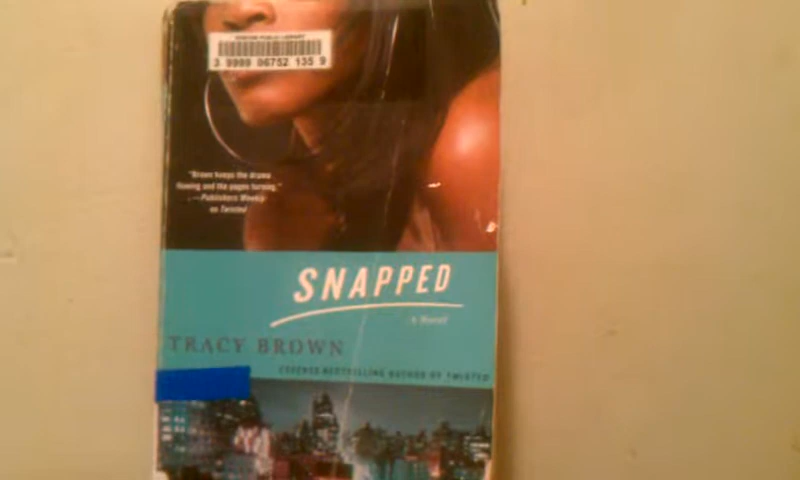 PUBLIC LIBRARY
3 9999 06752 135 9
"Brown keeps the drama
flowing and the pages turning."
—Publishers Weekly
on Twisted
SNAPPED
A Novel
TRACY BROWN
ESSENCE BESTSELLING AUTHOR OF TWISTED